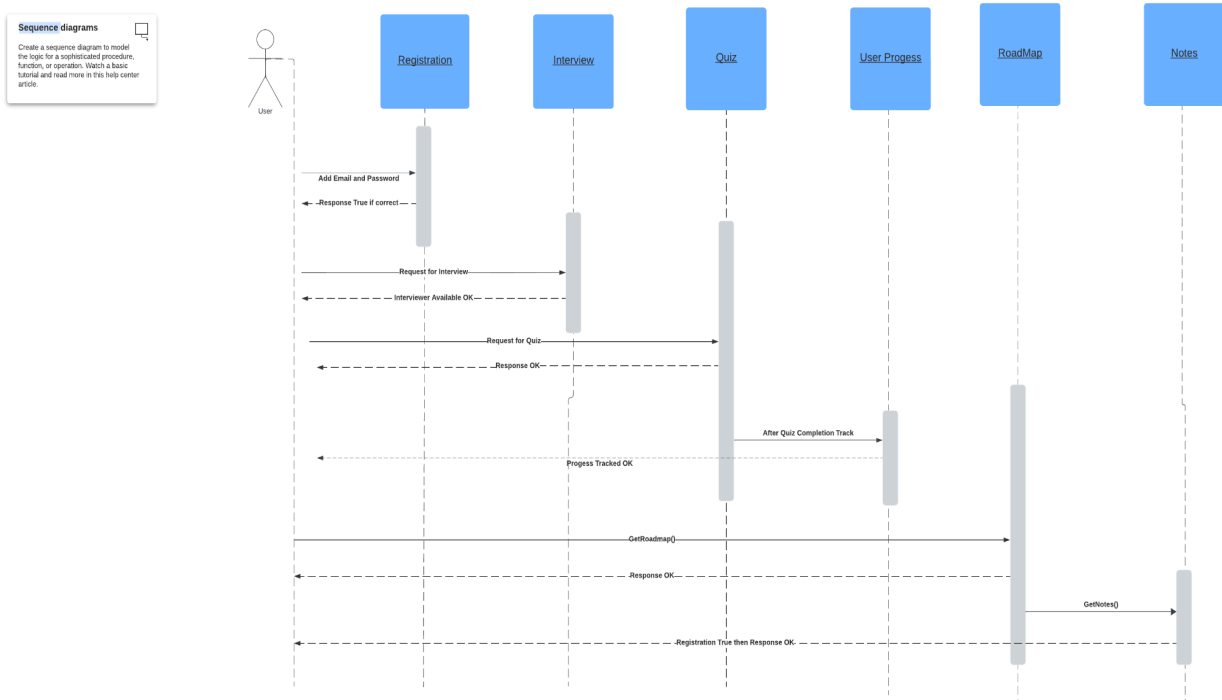 Sequence diagrams
Create a sequence diagram to model
the logic for a sophisticated procedure,
function, or operation. Watch a basic
tutorial and read more in this help center
article.
User
Registration
Interview
Quiz
User Progess
RoadMap
Notes
Add Email and Password
Response True if correct
Request for Interview
Interviewer Available OK
Request for Quiz
Response OK
After Quiz Completion Track
Progess Tracked OK
GetRoadmap()
Response OK
GetNotes()
Registration True then Response OK